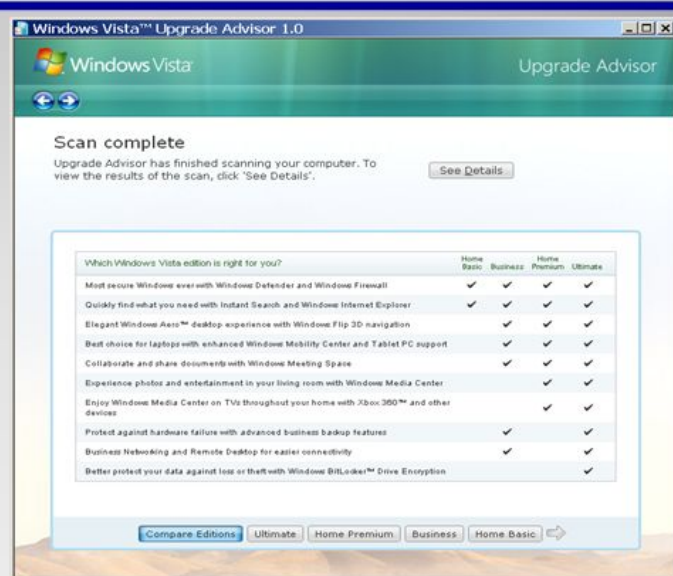 Windows Vista™ Upgrade Advisor 1.0
Windows Vista™
Upgrade Advisor
Scan complete
Upgrade Advisor has finished scanning your computer. To
view the results of the scan, click 'See Details'.
See Details
Which Windows Vista edition is right for you?
Home Basic Business Home Premium Ultimate
Most secure Windows ever with Windows Defender and Windows Firewall ✔ ✔ ✔ ✔
Quickly find what you need with Instant Search and Windows Internet Explorer ✔ ✔ ✔ ✔
Elegant Windows Aero™ desktop experience with Windows Flip 3D navigation ✔ ✔ ✔
Best choice for laptops with enhanced Windows Mobility Center and Tablet PC support ✔ ✔ ✔
Collaborate and share documents with Windows Meeting Space ✔ ✔ ✔
Experience photos and entertainment in your living room with Windows Media Center ✔ ✔
Enjoy Windows Media Center on TVs throughout your home with Xbox 360™ and other
devices ✔ ✔
Protect against hardware failure with advanced business backup features ✔ ✔
Business Networking and Remote Desktop for easier connectivity ✔ ✔
Better protect your data against loss or theft with Windows BitLocker™ Drive Encryption ✔
Compare Editions Ultimate Home Premium Business Home Basic